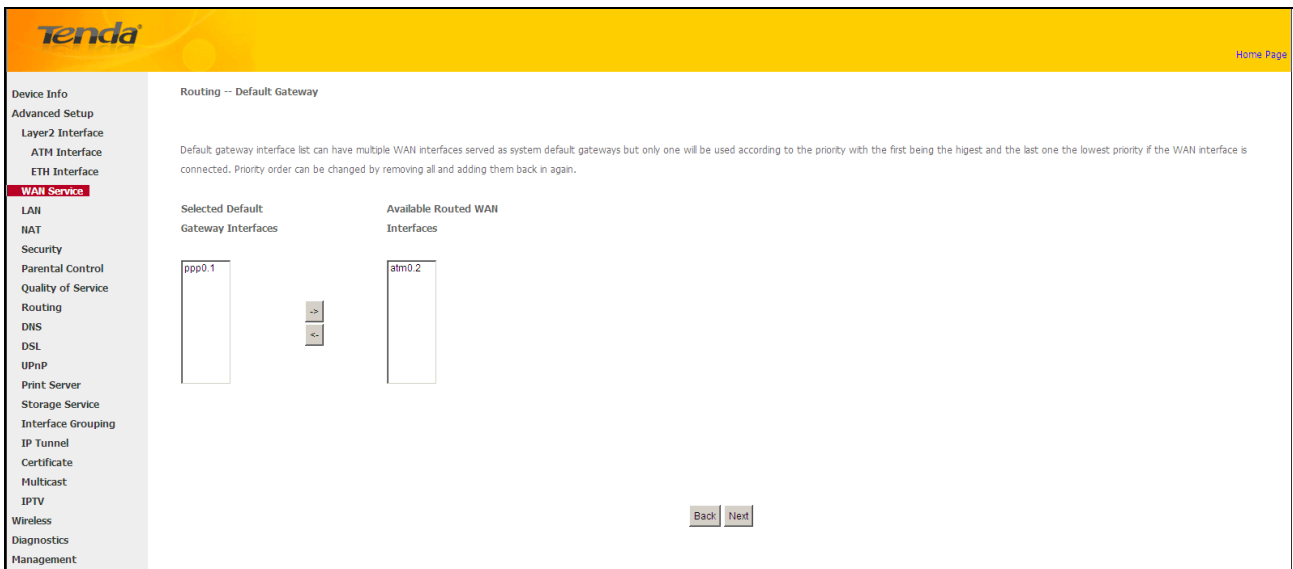 Tenda
Home Page
Device Info
Advanced Setup
Layer2 Interface
ATM Interface
ETH Interface
WAN Service
LAN
NAT
Security
Parental Control
Quality of Service
Routing
DNS
DSL
UPnP
Print Server
Storage Service
Interface Grouping
IP Tunnel
Certificate
Multicast
IPTV
Wireless
Diagnostics
Management
Routing -- Default Gateway
Default gateway interface list can have multiple WAN interfaces served as system default gateways but only one will be used according to the priority with the first being the higest and the last one the lowest priority if the WAN interface is
connected. Priority order can be changed by removing all and adding them back in again.
Selected Default
Gateway Interfaces
Available Routed WAN
Interfaces
ppp0.1
->
<-
atm0.2
Back Next